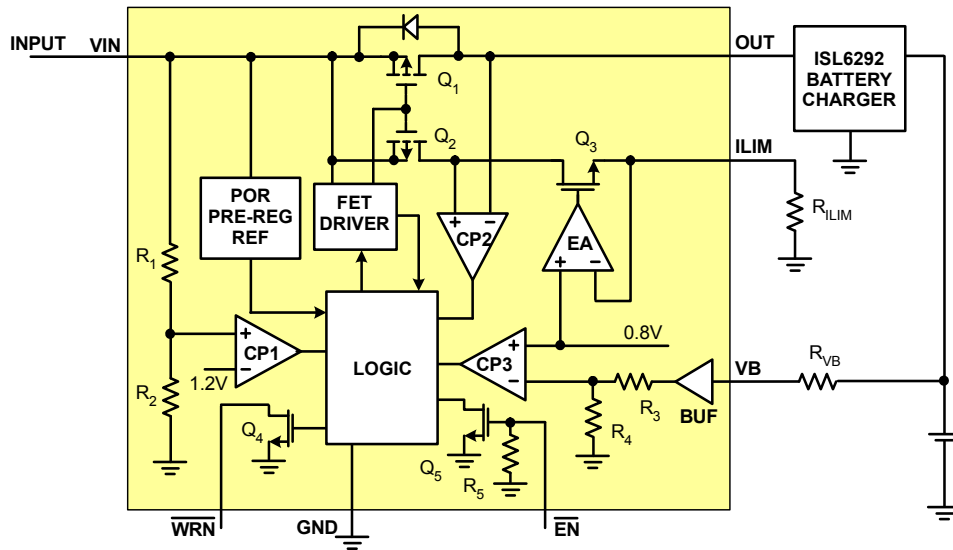 INPUT
VIN
OUT
ISL6292
BATTERY
CHARGER
Q1
Q2
Q3
ILIM
RILIM
POR
PRE-REG
REF
FET
DRIVER
+
−
CP2
EA
+
−
R1
R2
+
CP1
−
1.2V
LOGIC
CP3
+
−
0.8V
VB
RVB
BUF
R3
R4
Q4
Q5
R5
WRN
GND
EN